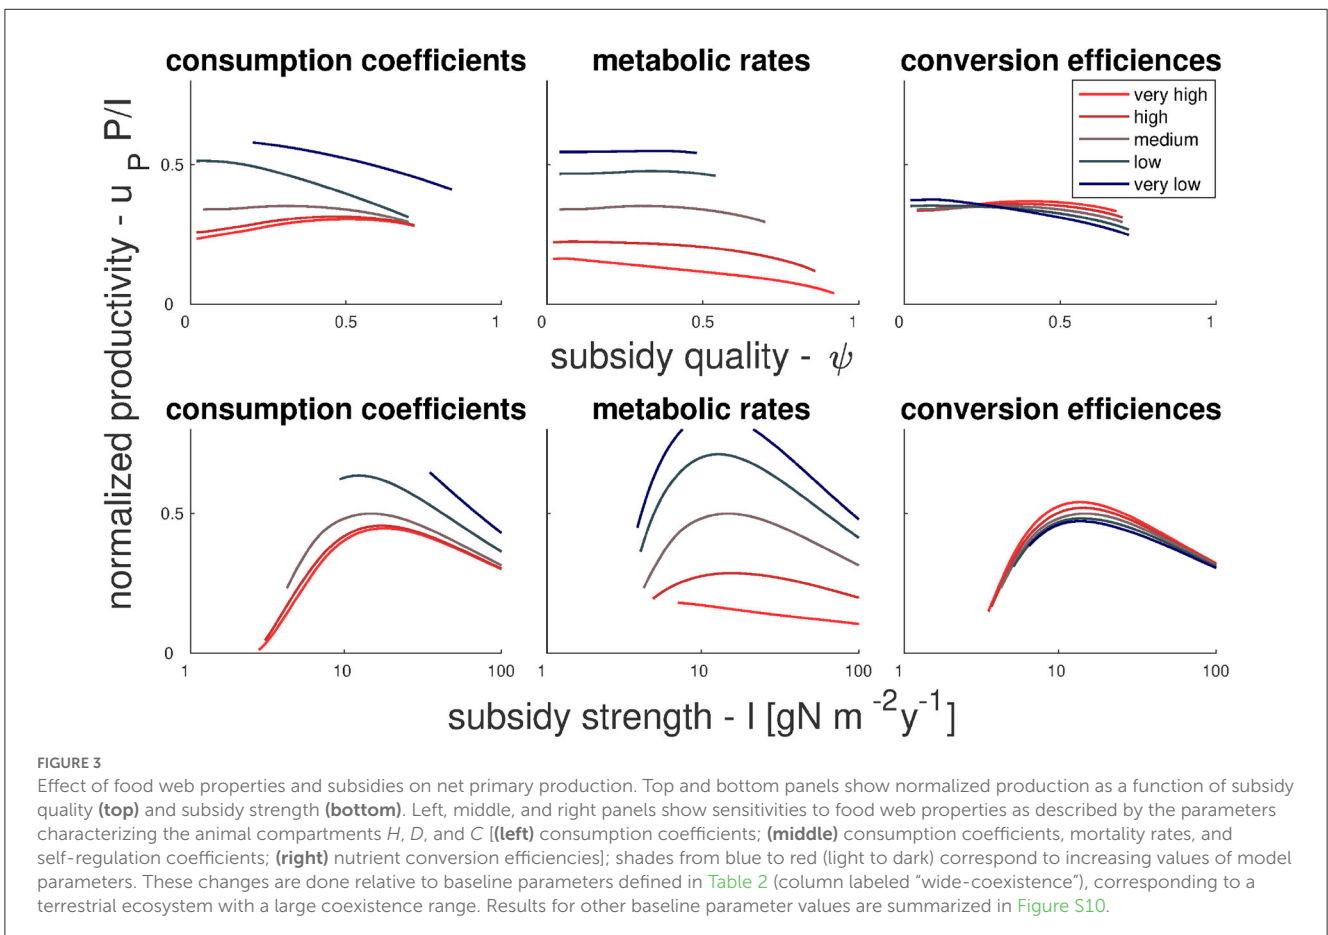 consumption coefficients
metabolic rates
conversion efficiences
very high
high
medium
low
very low
normalized productivity - u P P/I
0.5
0
0 0.5 1
0 0.5 1
0 0.5 1
subsidy quality - ψ
consumption coefficients
metabolic rates
conversion efficiences
0.5
0
1 10 100
1 10 100
1 10 100
subsidy strength - I [gN m -2 y -1]
FIGURE 3
Effect of food web properties and subsidies on net primary production. Top and bottom panels show normalized production as a function of subsidy
quality (top) and subsidy strength (bottom). Left, middle, and right panels show sensitivities to food web properties as described by the parameters
characterizing the animal compartments H, D, and C [(left) consumption coefficients; (middle) consumption coefficients, mortality rates, and
self-regulation coefficients; (right) nutrient conversion efficiencies]; shades from blue to red (light to dark) correspond to increasing values of model
parameters. These changes are done relative to baseline parameters defined in Table 2 (column labeled “wide-coexistence“), corresponding to a
terrestrial ecosystem with a large coexistence range. Results for other baseline parameter values are summarized in Figure S10.